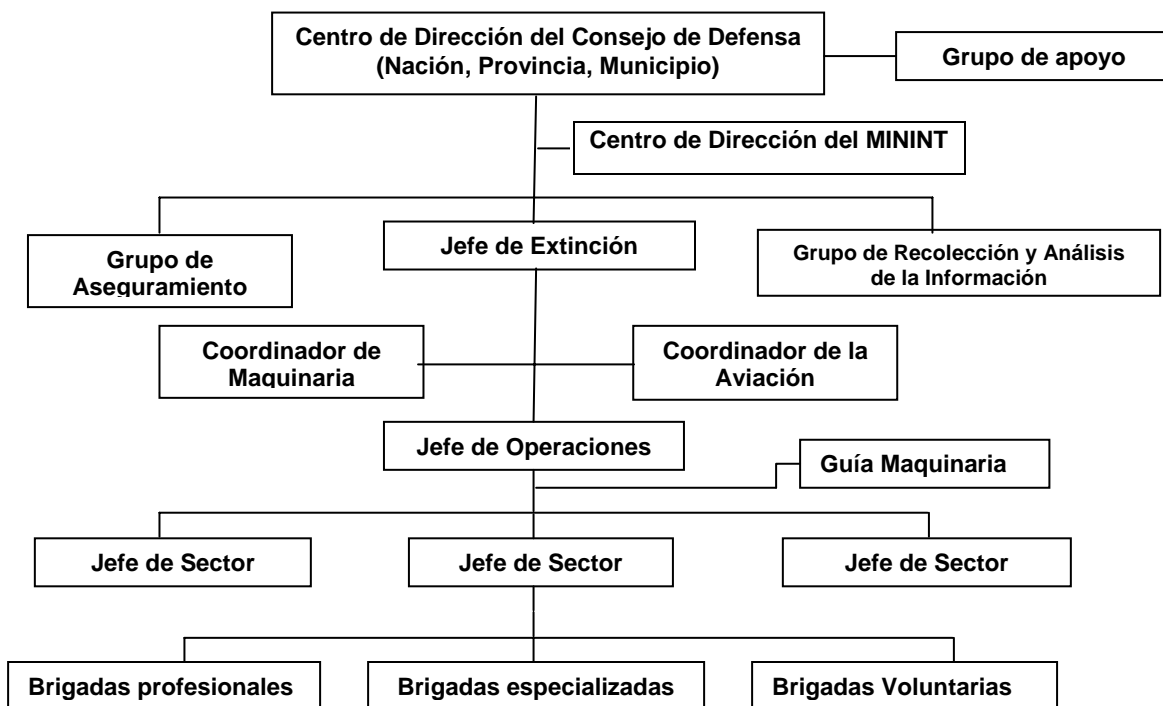 Centro de Dirección del Consejo de Defensa
(Nación, Provincia, Municipio)
Grupo de apoyo
Centro de Dirección del MININT
Grupo de
Aseguramiento
Jefe de Extinción
Grupo de Recolección y Análisis
de la Información
Coordinador de
Maquinaria
Coordinador de la
Aviación
Jefe de Operaciones
Guía Maquinaria
Jefe de Sector
Jefe de Sector
Jefe de Sector
Brigadas profesionales
Brigadas especializadas
Brigadas Voluntarias